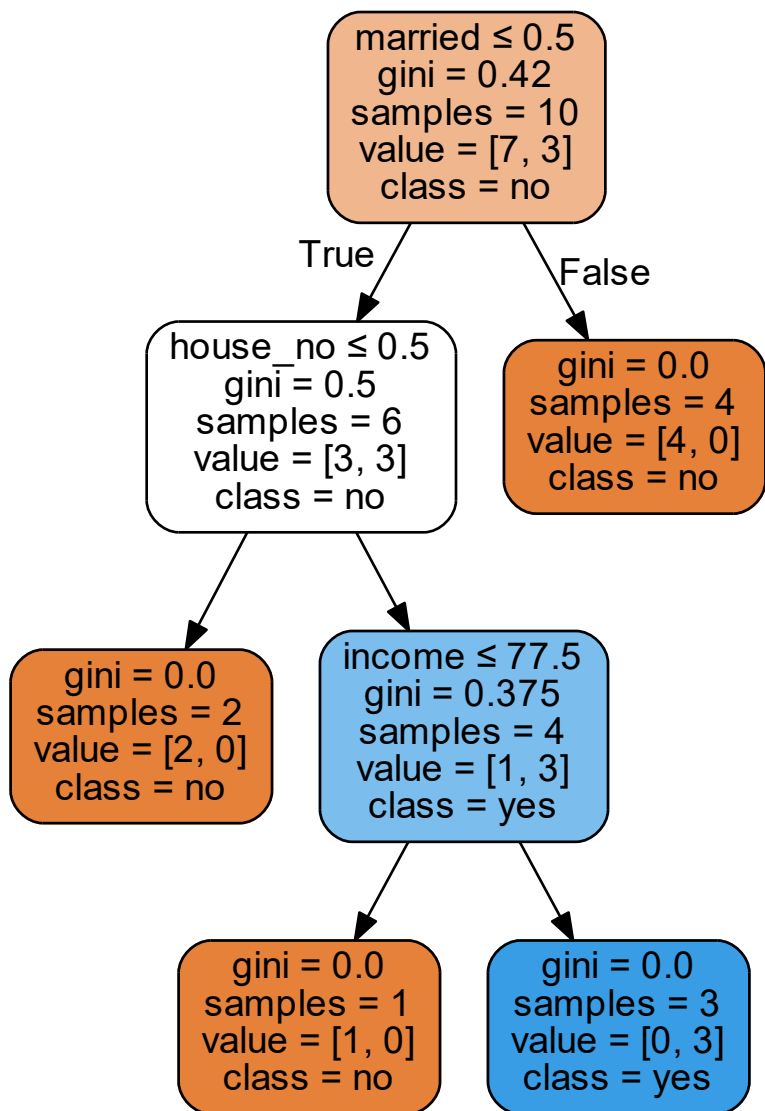 married ≤ 0.5
gini = 0.42
samples = 10
value = [7, 3]
class = no
True
False
house_no ≤ 0.5
gini = 0.5
samples = 6
value = [3, 3]
class = no
gini = 0.0
samples = 4
value = [4, 0]
class = no
gini = 0.0
samples = 2
value = [2, 0]
class = no
income ≤ 77.5
gini = 0.375
samples = 4
value = [1, 3]
class = yes
gini = 0.0
samples = 1
value = [1, 0]
class = no
gini = 0.0
samples = 3
value = [0, 3]
class = yes